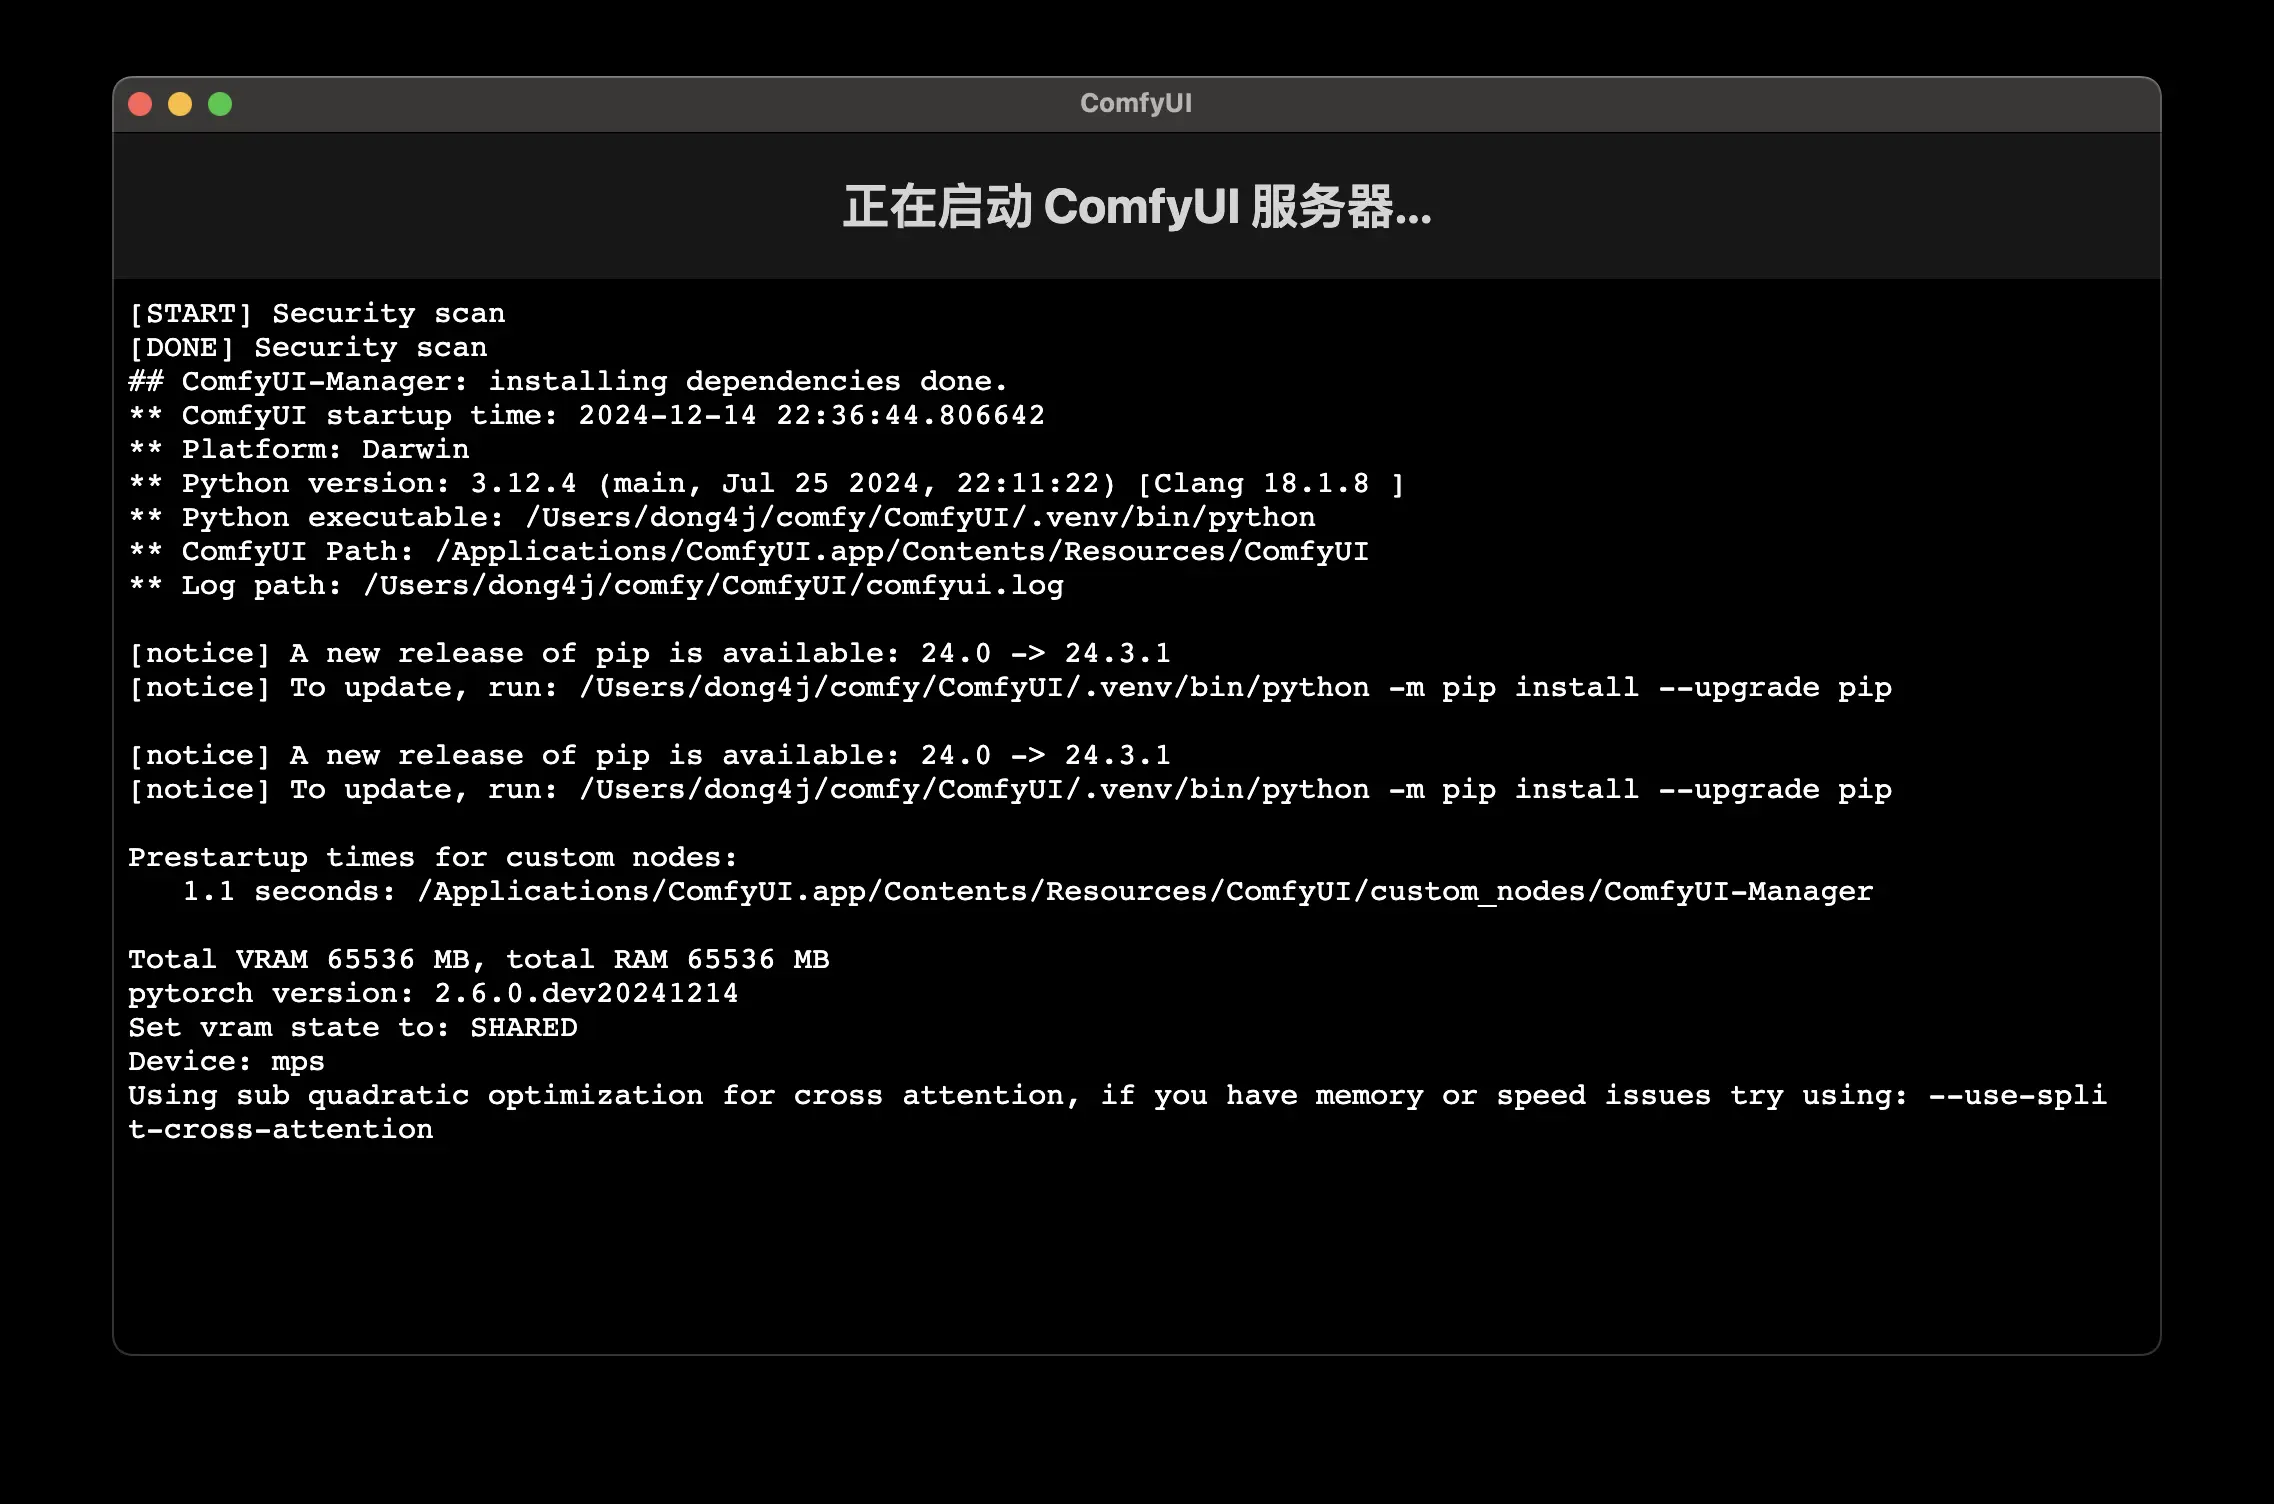 ComfyUI
正在启动 ComfyUI 服务器...
[START] Security scan
[DONE] Security scan
## ComfyUI-Manager: installing dependencies done.
** ComfyUI startup time: 2024-12-14 22:36:44.806642
** Platform: Darwin
** Python version: 3.12.4 (main, Jul 25 2024, 22:11:22) [Clang 18.1.8 ]
** Python executable: /Users/dong4j/comfy/ComfyUI/.venv/bin/python
** ComfyUI Path: /Applications/ComfyUI.app/Contents/Resources/ComfyUI
** Log path: /Users/dong4j/comfy/ComfyUI/comfyui.log
[notice] A new release of pip is available: 24.0 -> 24.3.1
[notice] To update, run: /Users/dong4j/comfy/ComfyUI/.venv/bin/python -m pip install --upgrade pip
[notice] A new release of pip is available: 24.0 -> 24.3.1
[notice] To update, run: /Users/dong4j/comfy/ComfyUI/.venv/bin/python -m pip install --upgrade pip
Prestartup times for custom nodes:
   1.1 seconds: /Applications/ComfyUI.app/Contents/Resources/ComfyUI/custom_nodes/ComfyUI-Manager
Total VRAM 65536 MB, total RAM 65536 MB
pytorch version: 2.6.0.dev20241214
Set vram state to: SHARED
Device: mps
Using sub quadratic optimization for cross attention, if you have memory or speed issues try using: --use-spli
t-cross-attention